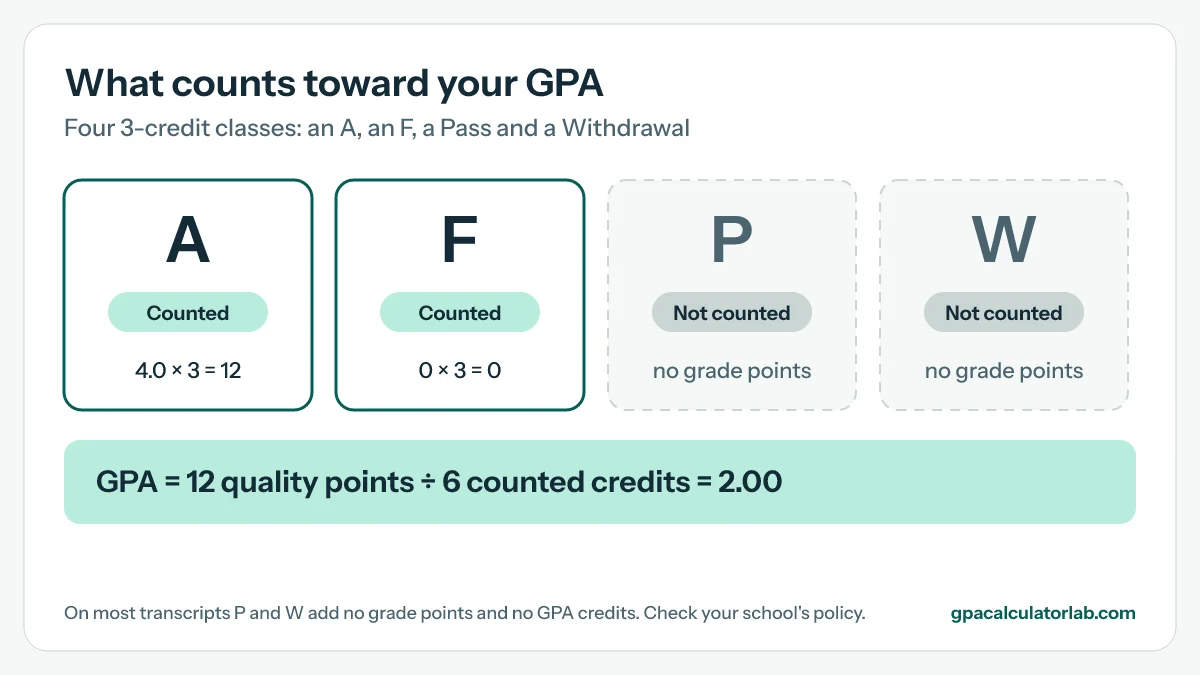 What counts toward your GPA
Four 3-credit classes: an A, an F, a Pass and a Withdrawal
A
Counted
4.0 × 3 = 12
F
Counted
0 × 3 = 0
P
Not counted
no grade points
W
Not counted
no grade points
GPA = 12 quality points ÷ 6 counted credits = 2.00
On most transcripts P and W add no grade points and no GPA credits. Check your school's policy.
gpacalculatorlab.com